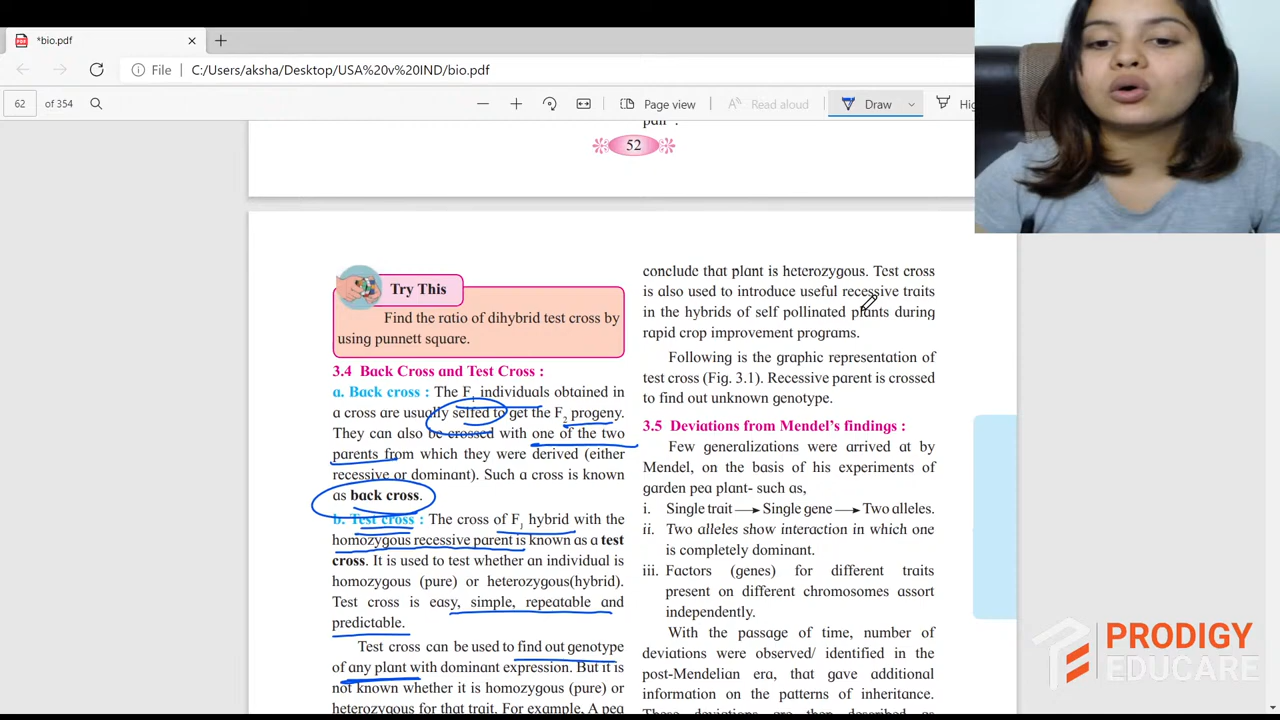 *bio.pdf
File
C:/Users/aksha/Desktop/USA%20v%20IND/bio.pdf
62
of 354
Page view
Read aloud
Draw
52
Try This
Find the ratio of dihybrid test cross by
using punnett square.
3.4 Back Cross and Test Cross :
a. Back cross : The F1 individuals obtained in
a cross are usually selfed to get the F2 progeny.
They can also be crossed with one of the two
parents from which they were derived (either
recessive or dominant). Such a cross is known
as back cross.
b. Test cross : The cross of F1 hybrid with the
homozygous recessive parent is known as a test
cross. It is used to test whether an individual is
homozygous (pure) or heterozygous(hybrid).
Test cross is easy, simple, repeatable and
predictable.
Test cross can be used to find out genotype
of any plant with dominant expression. But it is
not known whether it is homozygous (pure) or
heterozygous for that trait. For example, A pea
conclude that plant is heterozygous. Test cross
is also used to introduce useful recessive traits
in the hybrids of self pollinated plants during
rapid crop improvement programs.
Following is the graphic representation of
test cross (Fig. 3.1). Recessive parent is crossed
to find out unknown genotype.
3.5 Deviations from Mendel's findings :
Few generalizations were arrived at by
Mendel, on the basis of his experiments of
garden pea plant- such as,
i. Single trait → Single gene → Two alleles.
ii. Two alleles show interaction in which one
is completely dominant.
iii. Factors (genes) for different traits
present on different chromosomes assort
independently.
With the passage of time, number of
deviations were observed/ identified in the
post-Mendelian era, that gave additional
information on the patterns of inheritance.
These deviations are then described as
PRODIGY
EDUCARE